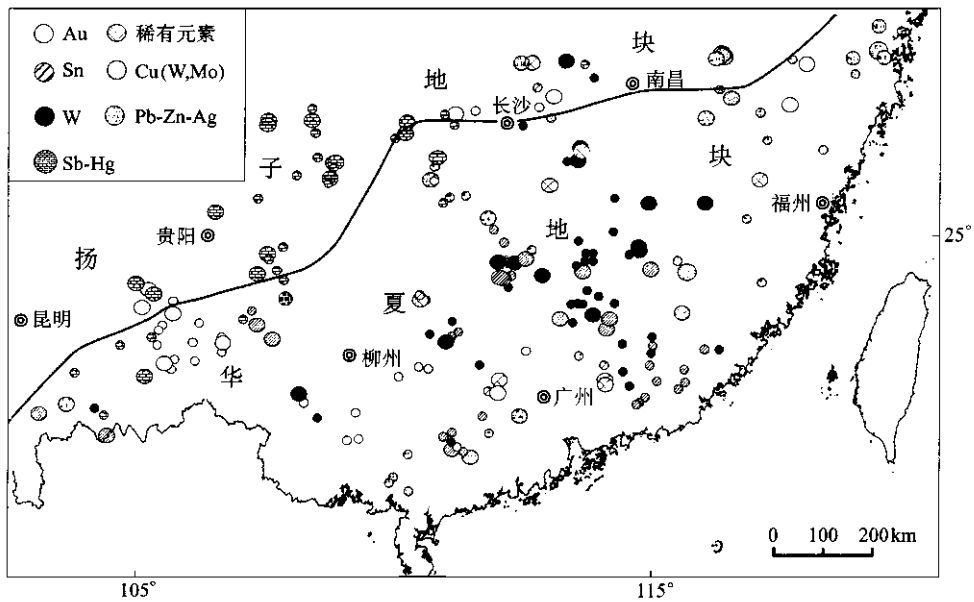 Au 稀有元素
Sn Cu(W,Mo)
W Pb-Zn-Ag
Sb-Hg
块
地
南昌
长沙
子
块
福州
贵阳
地
25°
扬
夏
昆明
柳州
华
广州
0 100 200 km
105° 115°